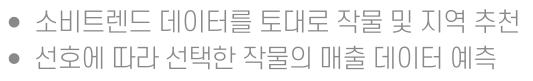 • 소비트렌드 데이터를 토대로 작물 및 지역 추천
• 선호에 따라 선택한 작물의 매출 데이터 예측